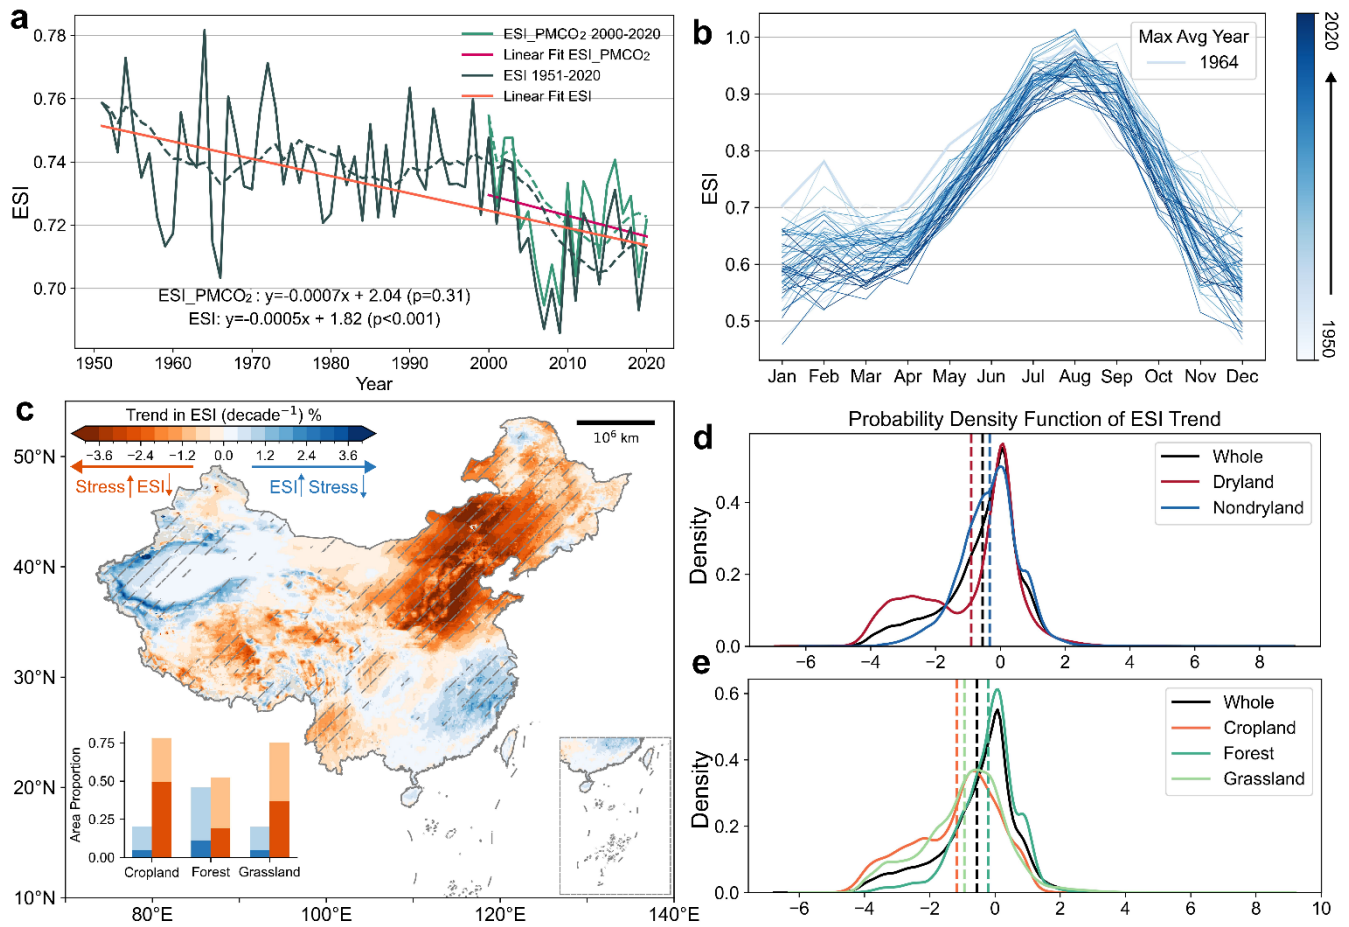 a
0.78
0.76
0.74
0.72
0.70
ESI
ESI_PMCO₂ 2000-2020
Linear Fit ESI_PMCO₂
ESI 1951-2020
Linear Fit ESI
ESI_PMCO₂ : y=-0.0007x + 2.04 (p=0.31)
ESI: y=-0.0005x + 1.82 (p<0.001)
1950 1960 1970 1980 1990 2000 2010 2020
Year
b
1.0
0.9
0.8
0.7
0.6
0.5
ESI
Max Avg Year
1964
Jan Feb Mar Apr May Jun Jul Aug Sep Oct Nov Dec
2020
1950
c
Trend in ESI (decade⁻¹) %
−3.6 −2.4 −1.2 0.0 1.2 2.4 3.6
Stress ESI
ESI Stress
10⁶ km
50°N
40°N
30°N
20°N
10°N
80°E 100°E 120°E 140°E
Area Proportion
0.75
0.50
0.25
0.00
Cropland Forest Grassland
Probability Density Function of ESI Trend
d
Density
0.4
0.2
0.0
Whole
Dryland
Nondryland
−6 −4 −2 0 2 4 6 8
e
Density
0.6
0.4
0.2
0.0
Whole
Cropland
Forest
Grassland
−6 −4 −2 0 2 4 6 8 10